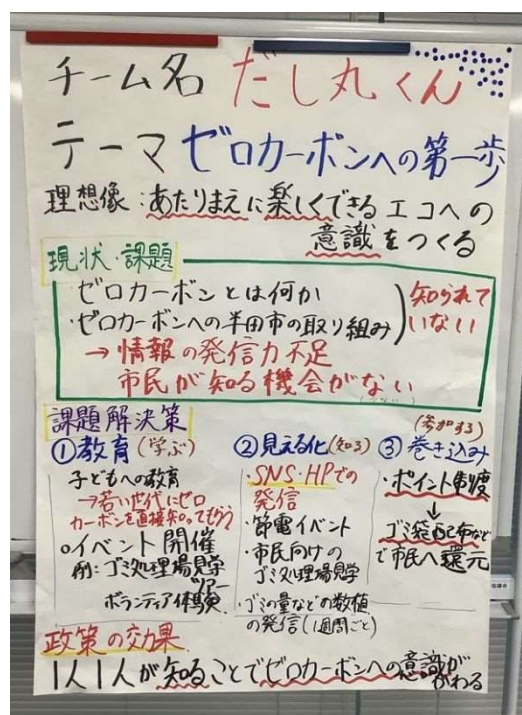 チーム名 だし丸くん
テーマ ゼロカーボンへの第一歩
理想像：あたりまえに楽しくできるエコへの
意識をつくる
現状・課題
・ゼロカーボンとは何か
・ゼロカーボンへの半田市の取り組み
知られて
いない
→ 情報の発信力不足
市民が知る機会がない
課題解決策
①教育(学ぶ)
子どもへの教育
→若い世代にゼロ
カーボンを直接知ってもらう
○イベント開催
例：ゴミ処理場見学
ツアー
ボランティア体験
②見える化(知る)
・SNS・HPでの
発信
・節電イベント
・市民向けの
ゴミ処理場見学
・ゴミの量などの数値
の発信(1週間ごと)
(参加する)
③巻き込み
・ポイント制度
↓
ゴミ袋配布など
で市民へ還元
政策の効果
1人1人が知ることでゼロカーボンへの意識が
かわる